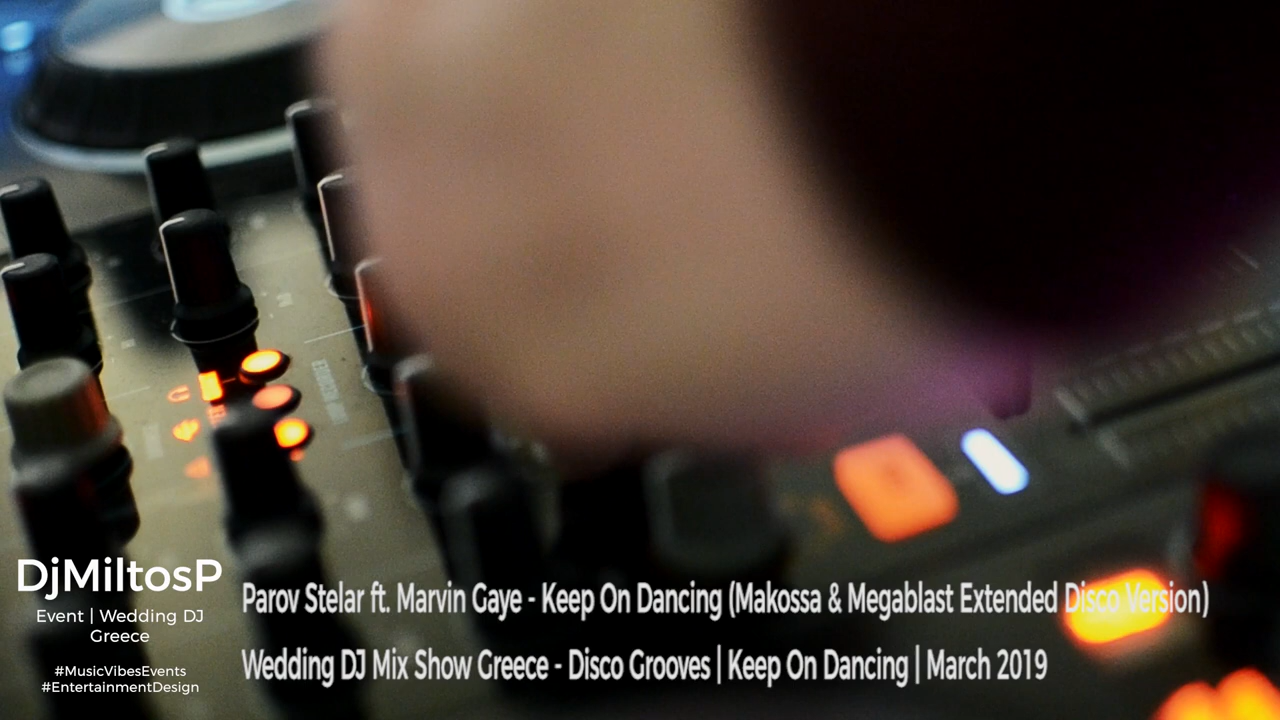 DjMiltosP
Event | Wedding DJ
Greece
#MusicVibesEvents
#EntertainmentDesign
Parov Stelar ft. Marvin Gaye - Keep On Dancing (Makossa & Megablast Extended Disco Version)
Wedding DJ Mix Show Greece - Disco Grooves | Keep On Dancing | March 2019